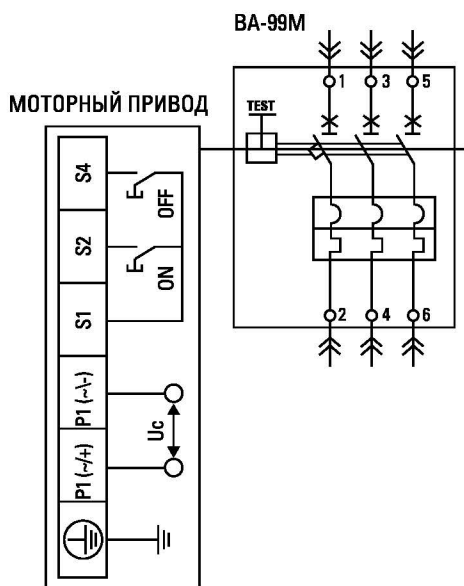 ВА-99М
1 3 5
TEST
МОТОРНЫЙ ПРИВОД
S4
OFF
S2
ON
S1
2 4 6
P1 (~\-)
Uc
P1 (~/+)